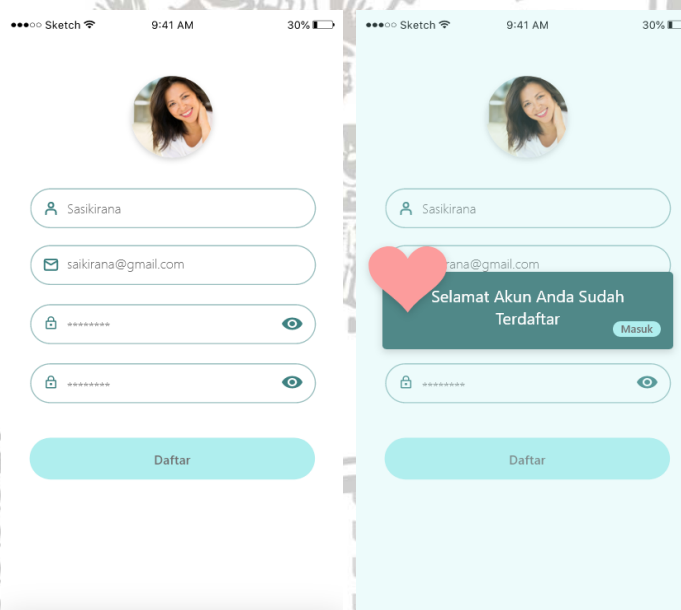 Sketch 9:41 AM 30%
Sasikirana
saikirana@gmail.com
********
********
Daftar
Sketch 9:41 AM 30%
Sasikirana
rana@gmail.com
Selamat Akun Anda Sudah
Terdaftar
Masuk
********
Daftar